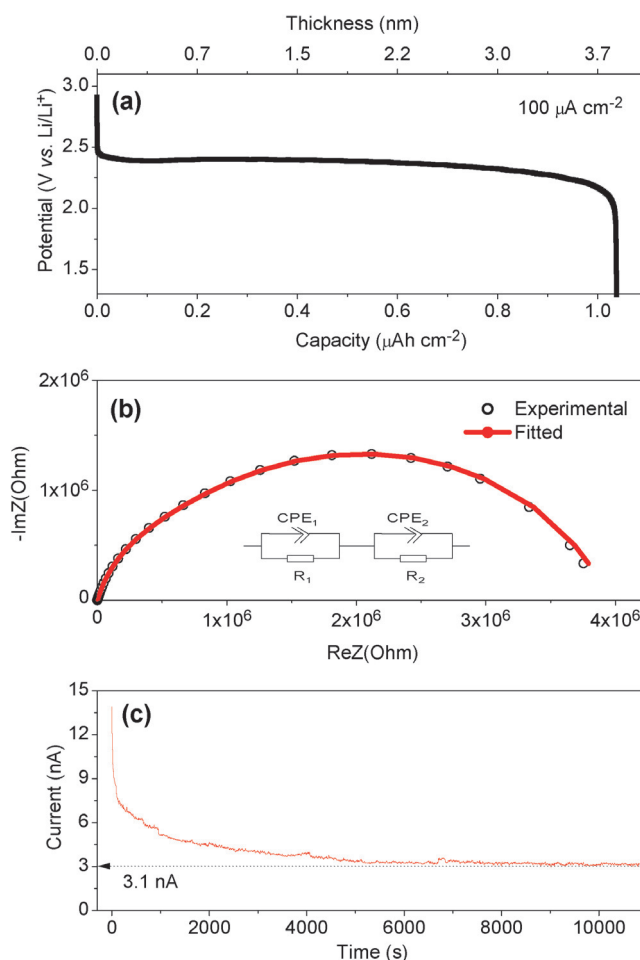 Thickness (nm)
0.0 0.7 1.5 2.2 3.0 3.7
(a)
100 μA cm⁻²
Potential (V vs. Li/Li⁺)
3.0
2.5
2.0
1.5
0.0 0.2 0.4 0.6 0.8 1.0
Capacity (μAh cm⁻²)
(b)
Experimental
Fitted
-ImZ(Ohm)
2x10⁶
1x10⁶
0
CPE₁ CPE₂
R₁ R₂
0 1x10⁶ 2x10⁶ 3x10⁶ 4x10⁶
ReZ(Ohm)
(c)
Current (nA)
15
12
9
6
3
0
3.1 nA
0 2000 4000 6000 8000 10000
Time (s)